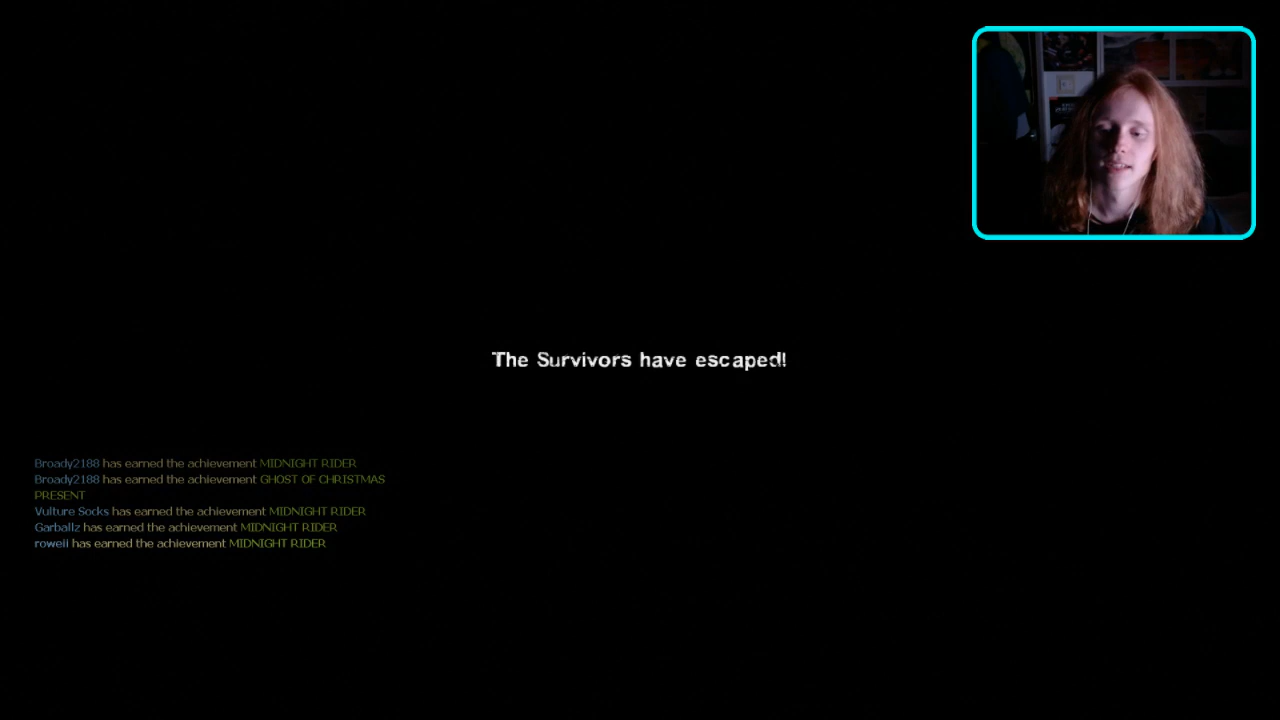 The Survivors have escaped!
Broady2188 has earned the achievement MIDNIGHT RIDER
Broady2188 has earned the achievement GHOST OF CHRISTMAS
PRESENT
Vulture Socks has earned the achievement MIDNIGHT RIDER
Garballz has earned the achievement MIDNIGHT RIDER
roweii has earned the achievement MIDNIGHT RIDER